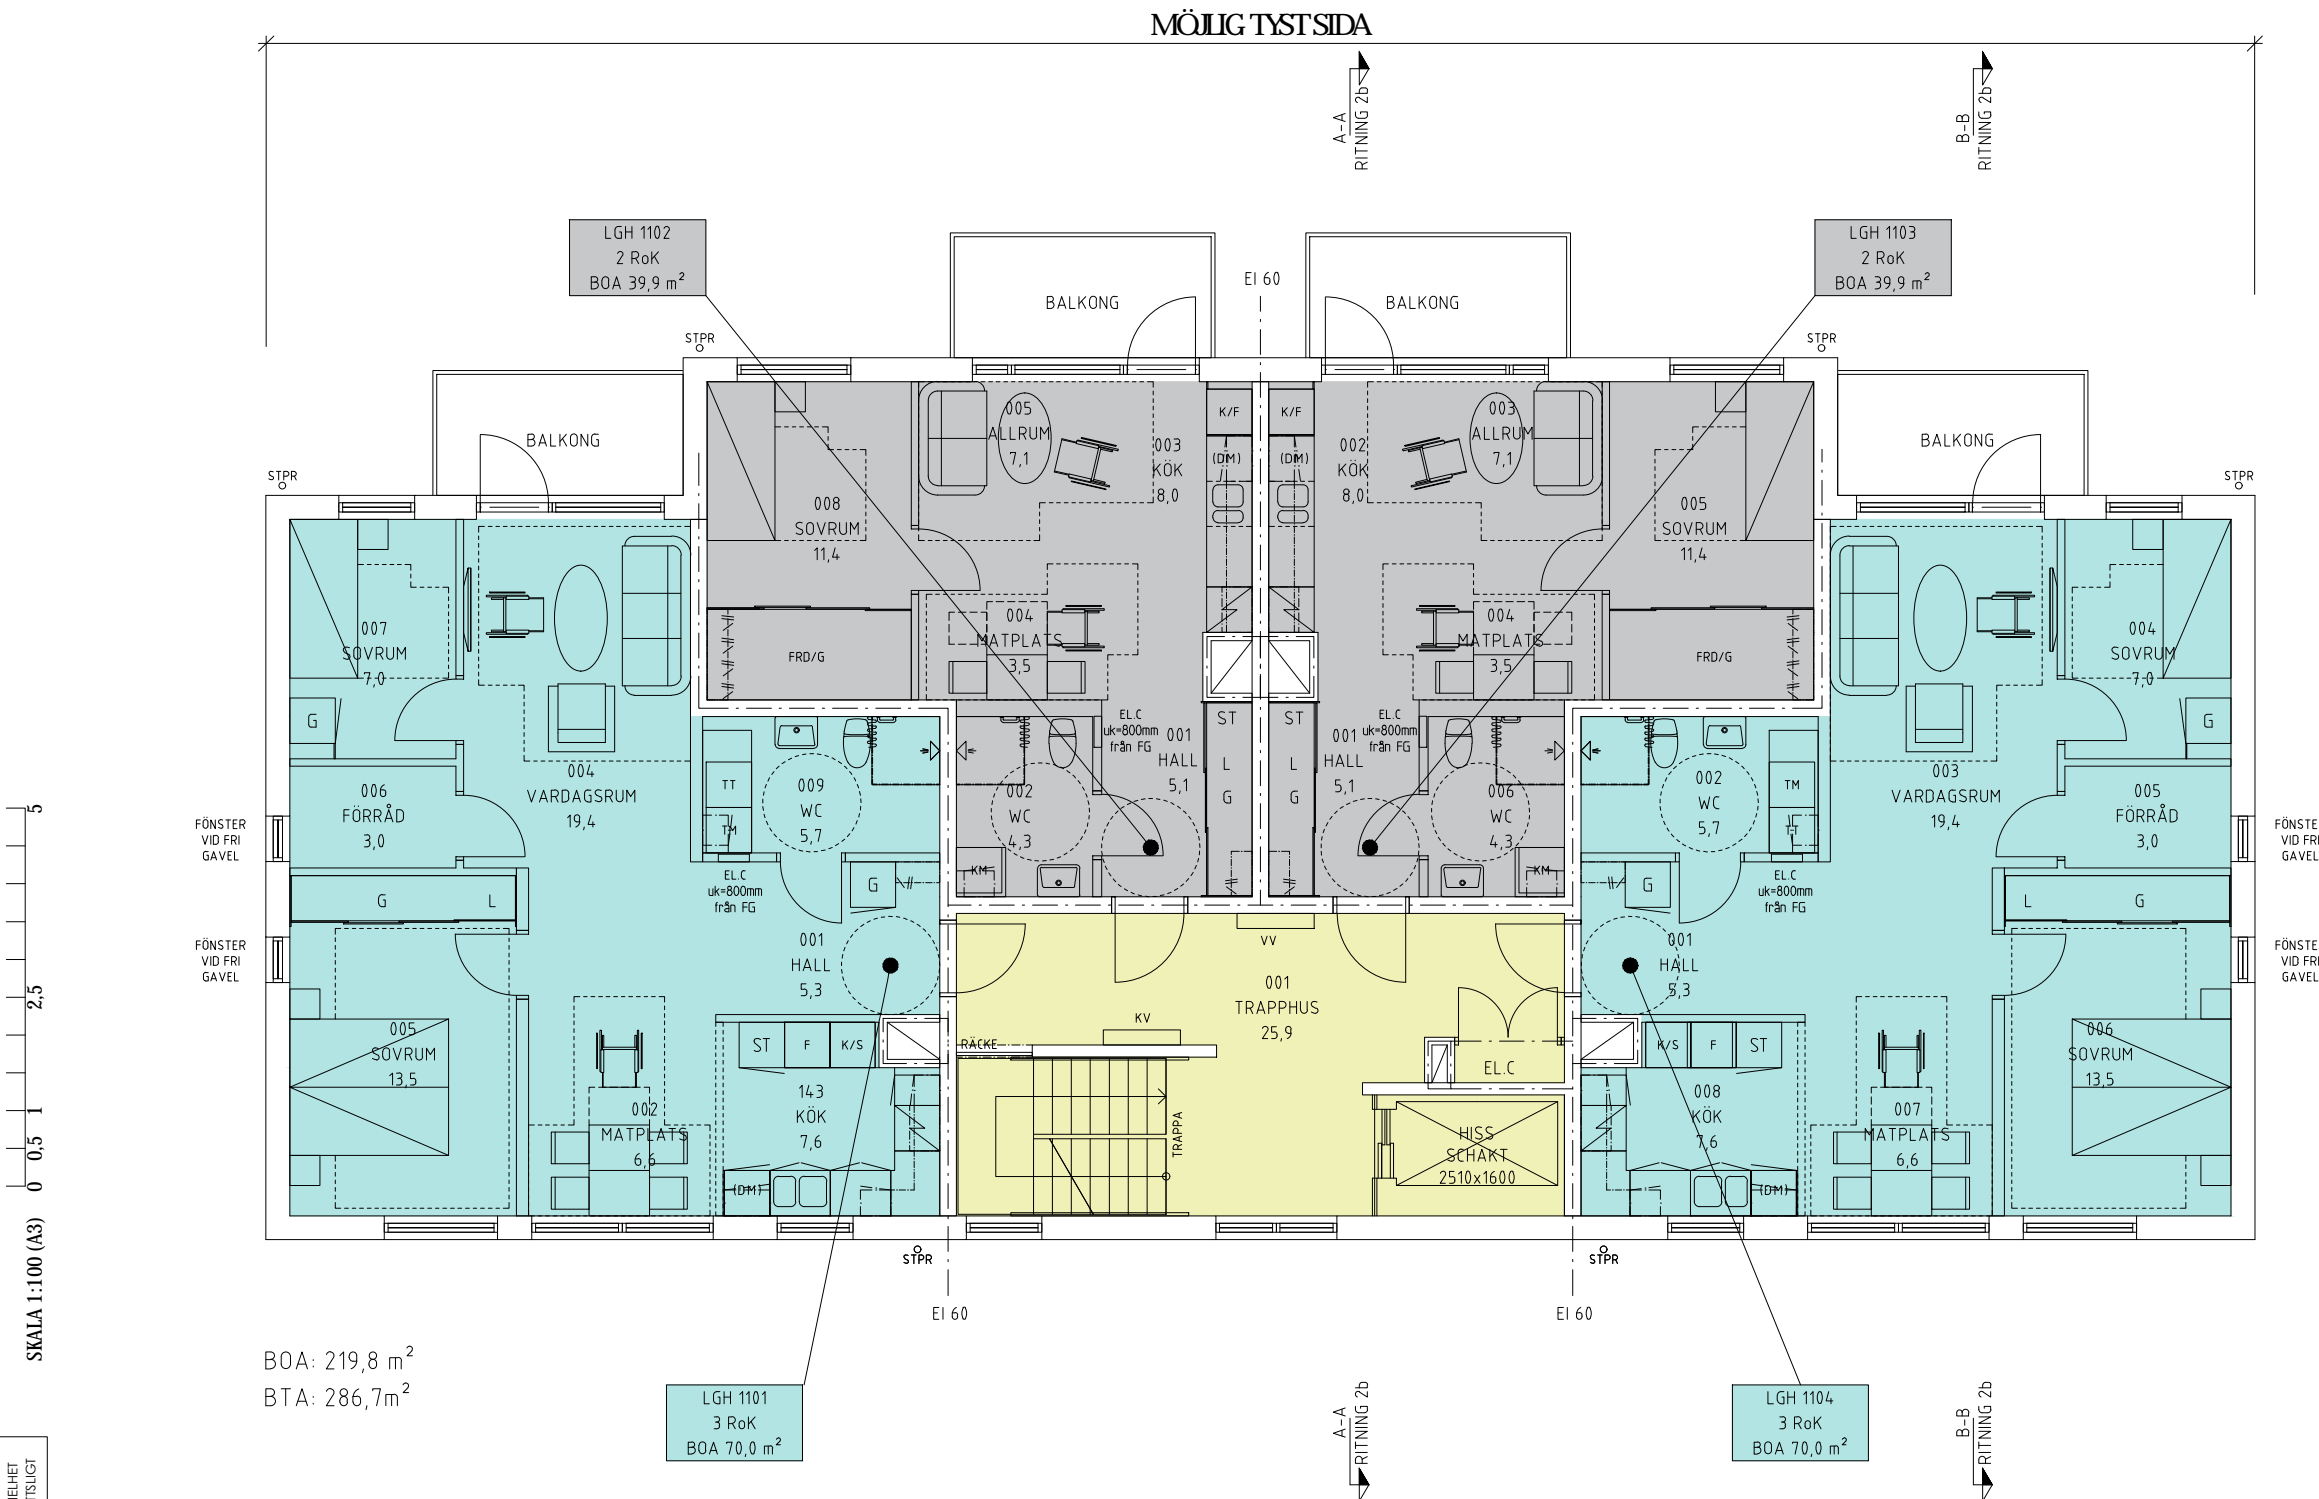 MÖJLIG TYST SIDA
A-A
RITNING 2b
B-B
RITNING 2b
LGH 1102
2 RoK
BOA 39,9 m²
LGH 1103
2 RoK
BOA 39,9 m²
EI 60
BALKONG
BALKONG
STPR
STPR
BALKONG
BALKONG
STPR
STPR
005
ALLRUM
7,1
003
KÖK
8,0
K/F
(DM)
K/F
(DM)
002
KÖK
8,0
003
ALLRUM
7,1
008
SOVRUM
11,4
005
SOVRUM
11,4
004
MATPLATS
3,5
004
MATPLATS
3,5
FRD/G
FRD/G
007
SOVRUM
7,0
G
004
SOVRUM
7,0
G
004
VARDAGSRUM
19,4
003
VARDAGSRUM
19,4
006
FÖRRÅD
3,0
005
FÖRRÅD
3,0
TT
TM
009
WC
5,7
002
WC
4,3
KM
EL.C
uk=800mm
från FG
001
HALL
5,1
ST
L
G
ST
L
G
001
HALL
5,1
EL.C
uk=800mm
från FG
006
WC
4,3
KM
002
WC
5,7
TM
TT
FÖNSTER
VID FRI
GAVEL
FÖNSTER
VID FRI
GAVEL
FÖNSTE
VID FRI
GAVEL
FÖNSTE
VID FRI
GAVEL
G
L
L
G
EL.C
uk=800mm
från FG
G
EL.C
uk=800mm
från FG
G
001
HALL
5,3
001
HALL
5,3
VV
001
TRAPPHUS
25,9
KV
RÄCKE
TRAPPA
EL.C
HISS
SCHAKT
2510x1600
005
SOVRUM
13,5
006
SOVRUM
13,5
002
MATPLATS
6,6
007
MATPLATS
6,6
ST
F
K/S
143
KÖK
7,6
(DM)
K/S
F
ST
008
KÖK
7,6
(DM)
STPR
STPR
EI 60
EI 60
BOA: 219,8 m²
BTA: 286,7m²
LGH 1101
3 RoK
BOA 70,0 m²
LGH 1104
3 RoK
BOA 70,0 m²
A-A
RITNING 2b
B-B
RITNING 2b
SKALA 1:100 (A3)
0 0,5 1 2,5 5